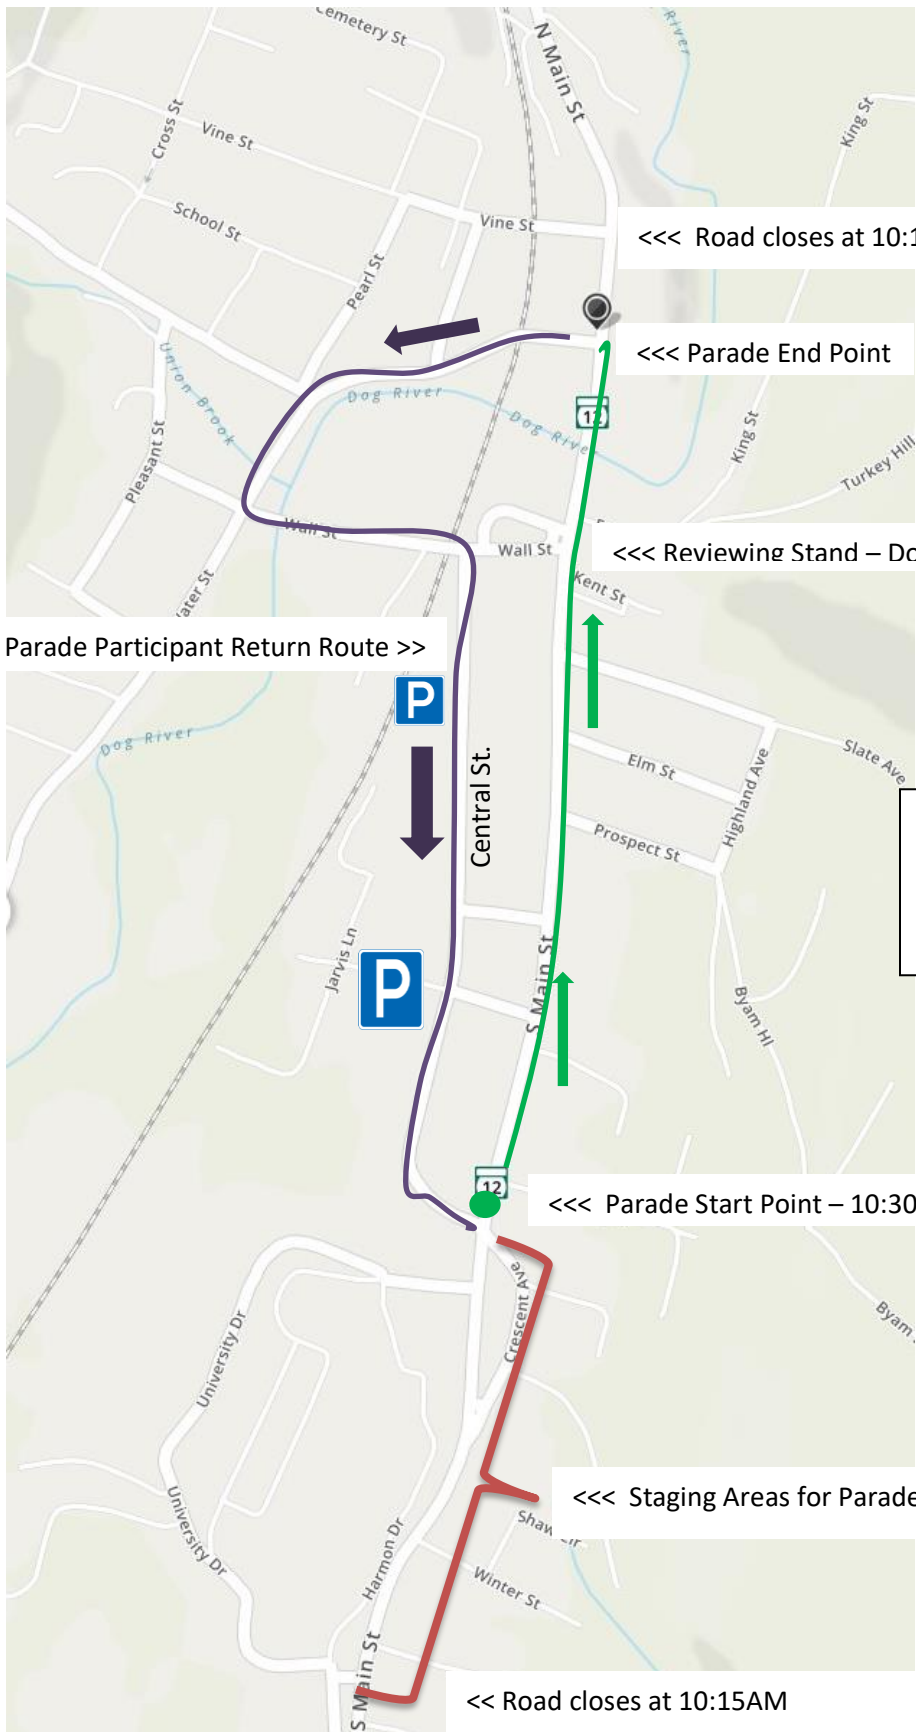 Cemetery St
N Main St
River
King St
Cross St
Vine St
School St
Vine St
<<< Road closes at 10:1
Pearl St
<<< Parade End Point
Dog River
12
Dog River
Union Brook
King St
Pleasant St
Turkey Hill
Wall St
Wall St
<<< Reviewing Stand – Do
Kent St
ater St
Parade Participant Return Route >>
P
Dog River
Slate Ave
Elm St
Highland Ave
Central St.
Prospect St
Jarvis Ln
P
S Main St
Byam Hl
12
<<< Parade Start Point – 10:30
Crescent Ave
Byam
University Dr
<<< Staging Areas for Parade
University Dr
Shaw Cir
Harmon Dr
Winter St
S Main St
<< Road closes at 10:15AM